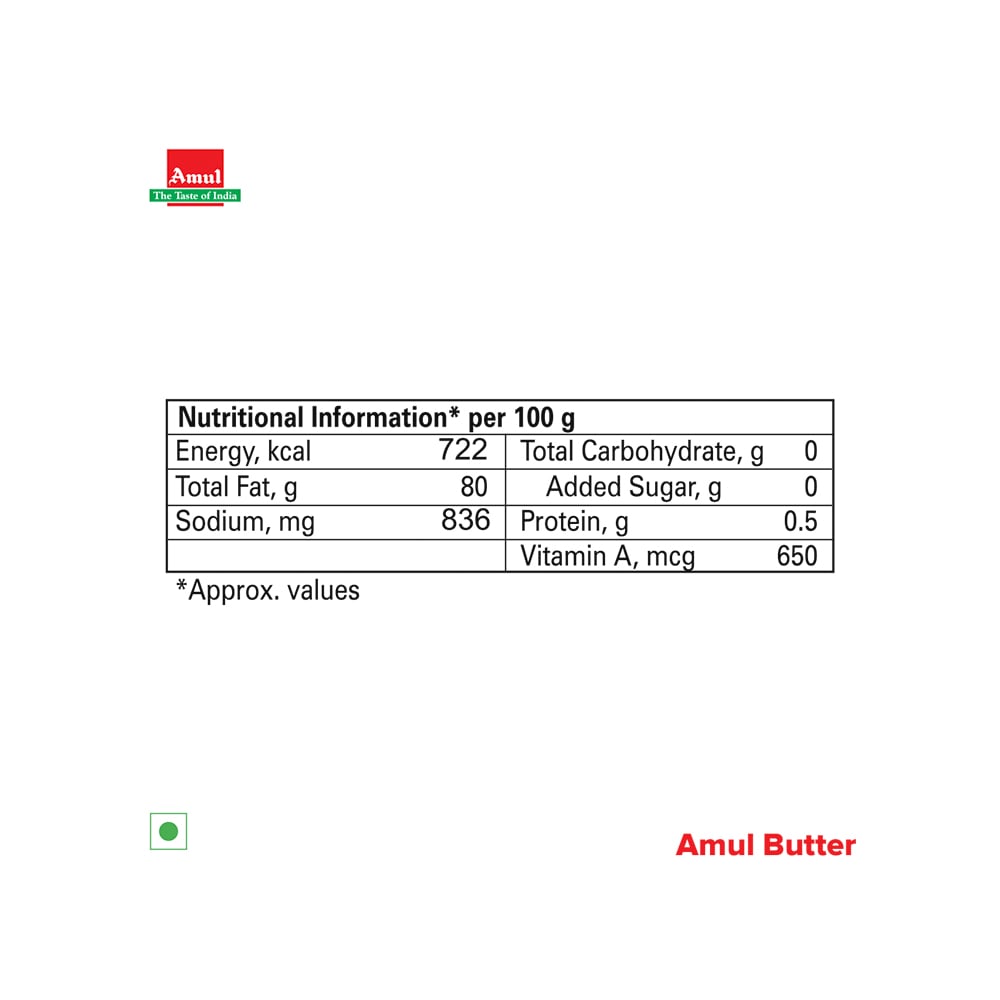 Amul
The Taste of India
Nutritional Information* per 100 g
Energy, kcal 722 Total Carbohydrate, g 0
Total Fat, g 80 Added Sugar, g 0
Sodium, mg 836 Protein, g 0.5
Vitamin A, mcg 650
*Approx. values
Amul Butter